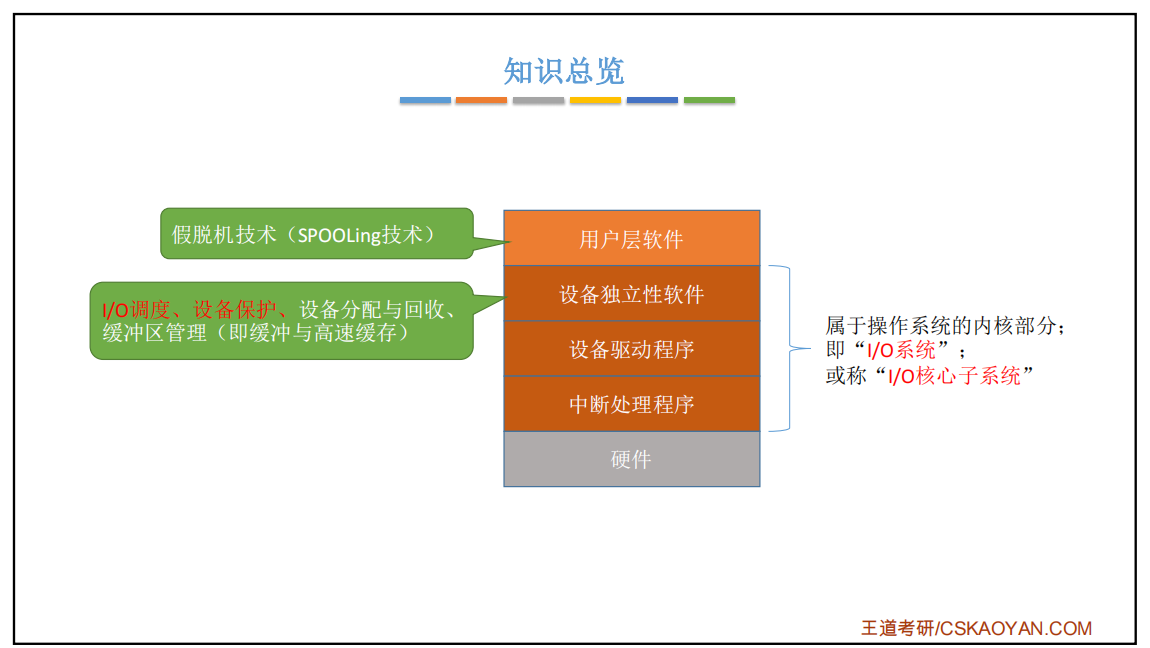 知识总览
假脱机技术（SPOOLing技术）
I/O调度、设备保护、设备分配与回收、
缓冲区管理（即缓冲与高速缓存）
用户层软件
设备独立性软件
设备驱动程序
中断处理程序
硬件
属于操作系统的内核部分；
即“I/O系统”；
或称“I/O核心子系统”
王道考研/CSKAOYAN.COM